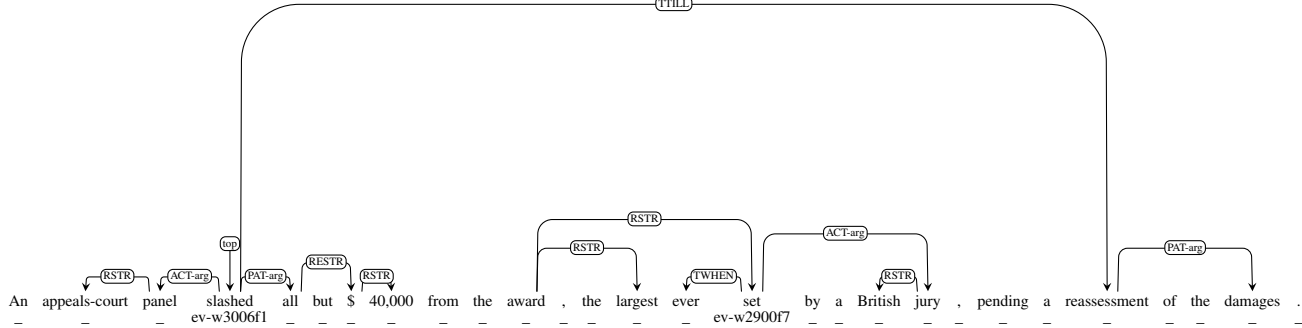 TTILL
RSTR
top
ACT-arg
RESTR
RSTR
TWHEN
PAT-arg
RSTR
ACT-arg
PAT-arg
RSTR
RSTR
An appeals-court panel slashed all but $ 40,000 from the award , the largest ever set by a British jury , pending a reassessment of the damages .
_ _ _ ev-w3006f1 _ _ _ _ _ _ _ _ _ _ _ ev-w2900f7 _ _ _ _ _ _ _ _ _ _ _ _